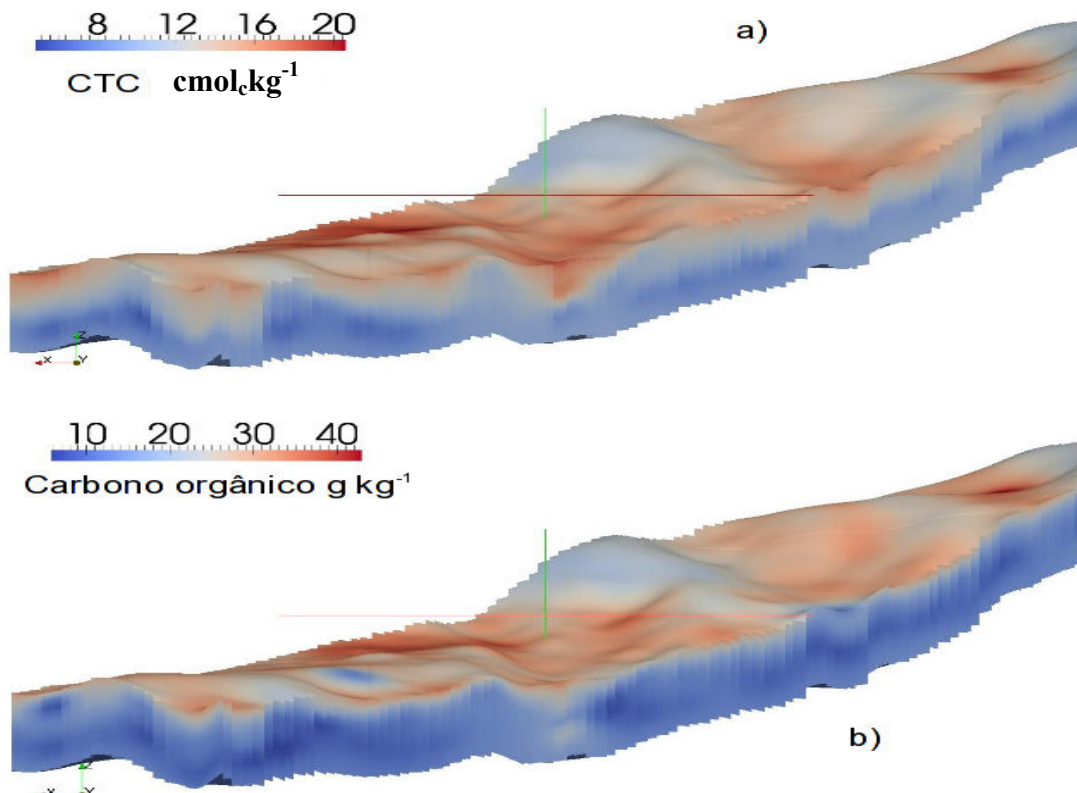 8 12 16 20
CTC cmolckg-1
a)
Z
X Y
10 20 30 40
Carbono orgânico g kg-1
b)
Z
X Y